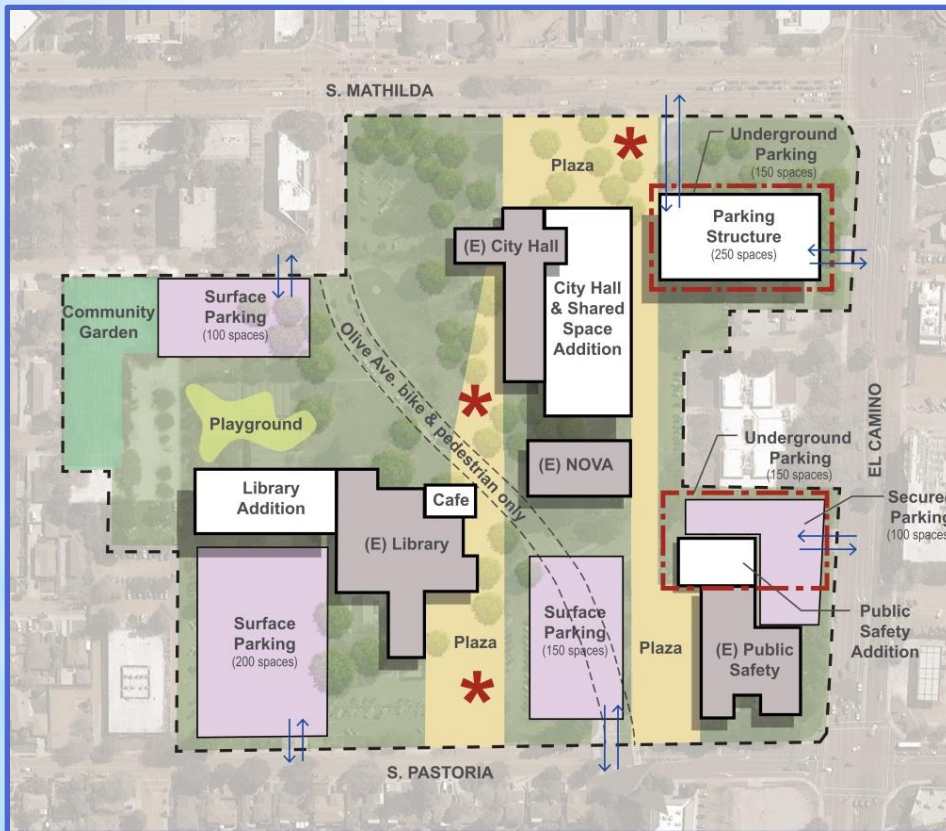 S. MATHILDA
Plaza
Underground
Parking
(150 spaces)
(E) City Hall
Parking
Structure
(250 spaces)
City Hall
& Shared
Space
Addition
Community
Garden
Surface
Parking
(100 spaces)
Olive Ave. bike & pedestrian only
Playground
EL CAMINO
Underground
Parking
(150 spaces)
(E) NOVA
Library
Addition
Cafe
Secured
Parking
(100 spaces
(E) Library
Surface
Parking
(200 spaces)
Plaza
Surface
Parking
(150 spaces)
Plaza
(E) Public
Safety
Public
Safety
Addition
S. PASTORIA